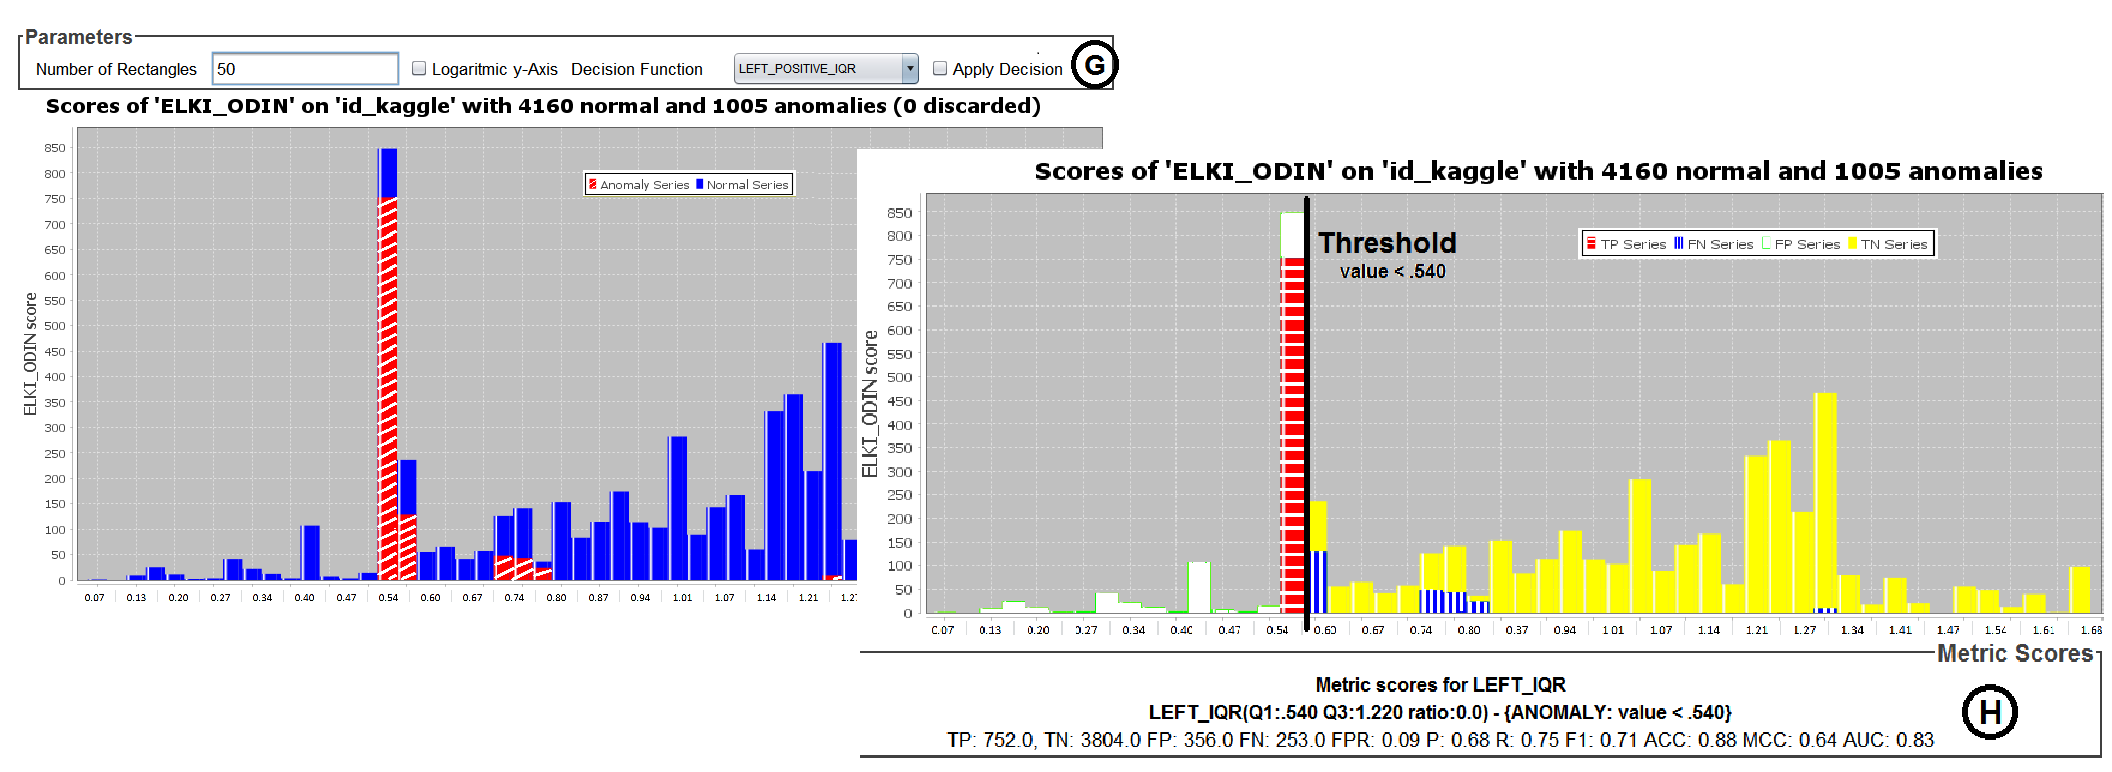 Parameters
Number of Rectangles 50 Logaritmic y-Axis Decision Function LEFT_POSITIVE_IQR Apply Decision G
Scores of 'ELKI_ODIN' on 'id_kaggle' with 4160 normal and 1005 anomalies (0 discarded)
850
800
750
700
650
600
550
500
450
400
350
300
250
200
150
100
50
0
ELKI_ODIN score
Anomaly Series Normal Series
0.07 0.13 0.20 0.27 0.34 0.40 0.47 0.54 0.60 0.67 0.74 0.80 0.87 0.94 1.01 1.07 1.14 1.21 1.27
Scores of 'ELKI_ODIN' on 'id_kaggle' with 4160 normal and 1005 anomalies
850
800
750
700
650
600
550
500
450
400
350
300
250
200
150
100
50
0
ELKI_ODIN score
Threshold
value < .540
TP Series FN Series FP Series TN Series
0.07 0.13 0.20 0.27 0.34 0.40 0.47 0.54 0.60 0.67 0.74 0.80 0.87 0.94 1.01 1.07 1.14 1.21 1.27 1.34 1.41 1.47 1.54 1.61 1.68
Metric Scores
Metric scores for LEFT_IQR
LEFT_IQR(Q1:.540 Q3:1.220 ratio:0.0) - {ANOMALY: value < .540}
H
TP: 752.0, TN: 3804.0 FP: 356.0 FN: 253.0 FPR: 0.09 P: 0.68 R: 0.75 F1: 0.71 ACC: 0.88 MCC: 0.64 AUC: 0.83